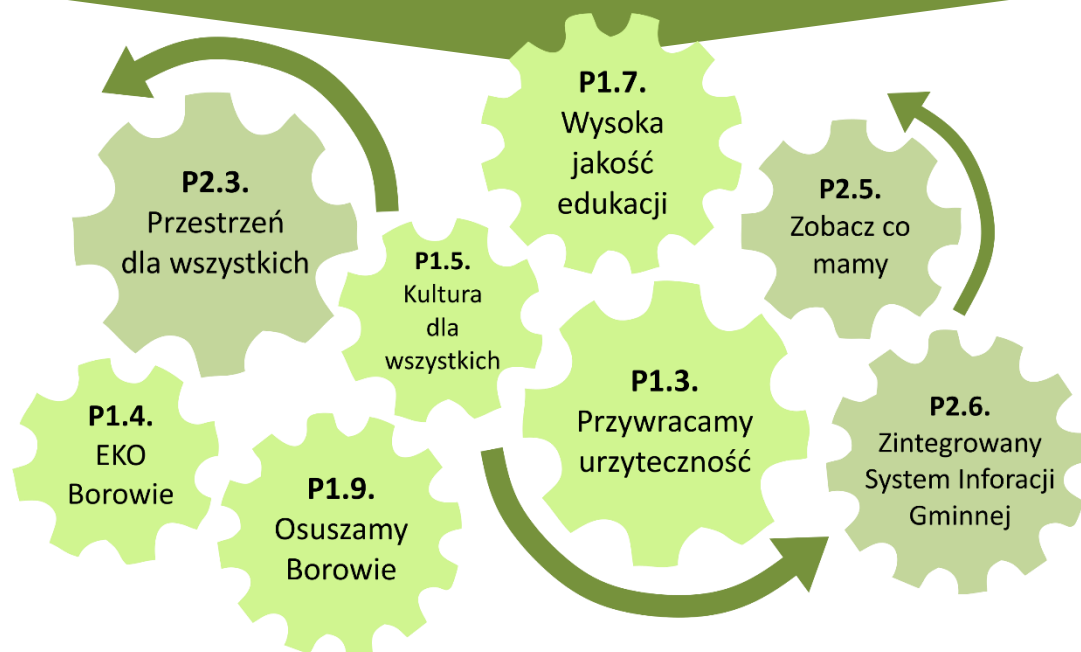 P1.7.
Wysoka
jakość
edukacji
P2.3.
Przestrzeń
dla wszystkich
P2.5.
Zobacz co
mamy
P1.5.
Kultura
dla
wszystkich
P1.3.
Przywracamy
urzyteczność
P2.6.
Zintegrowany
System Inforacji
Gminnej
P1.4.
EKO
Borowie
P1.9.
Osuszamy
Borowie